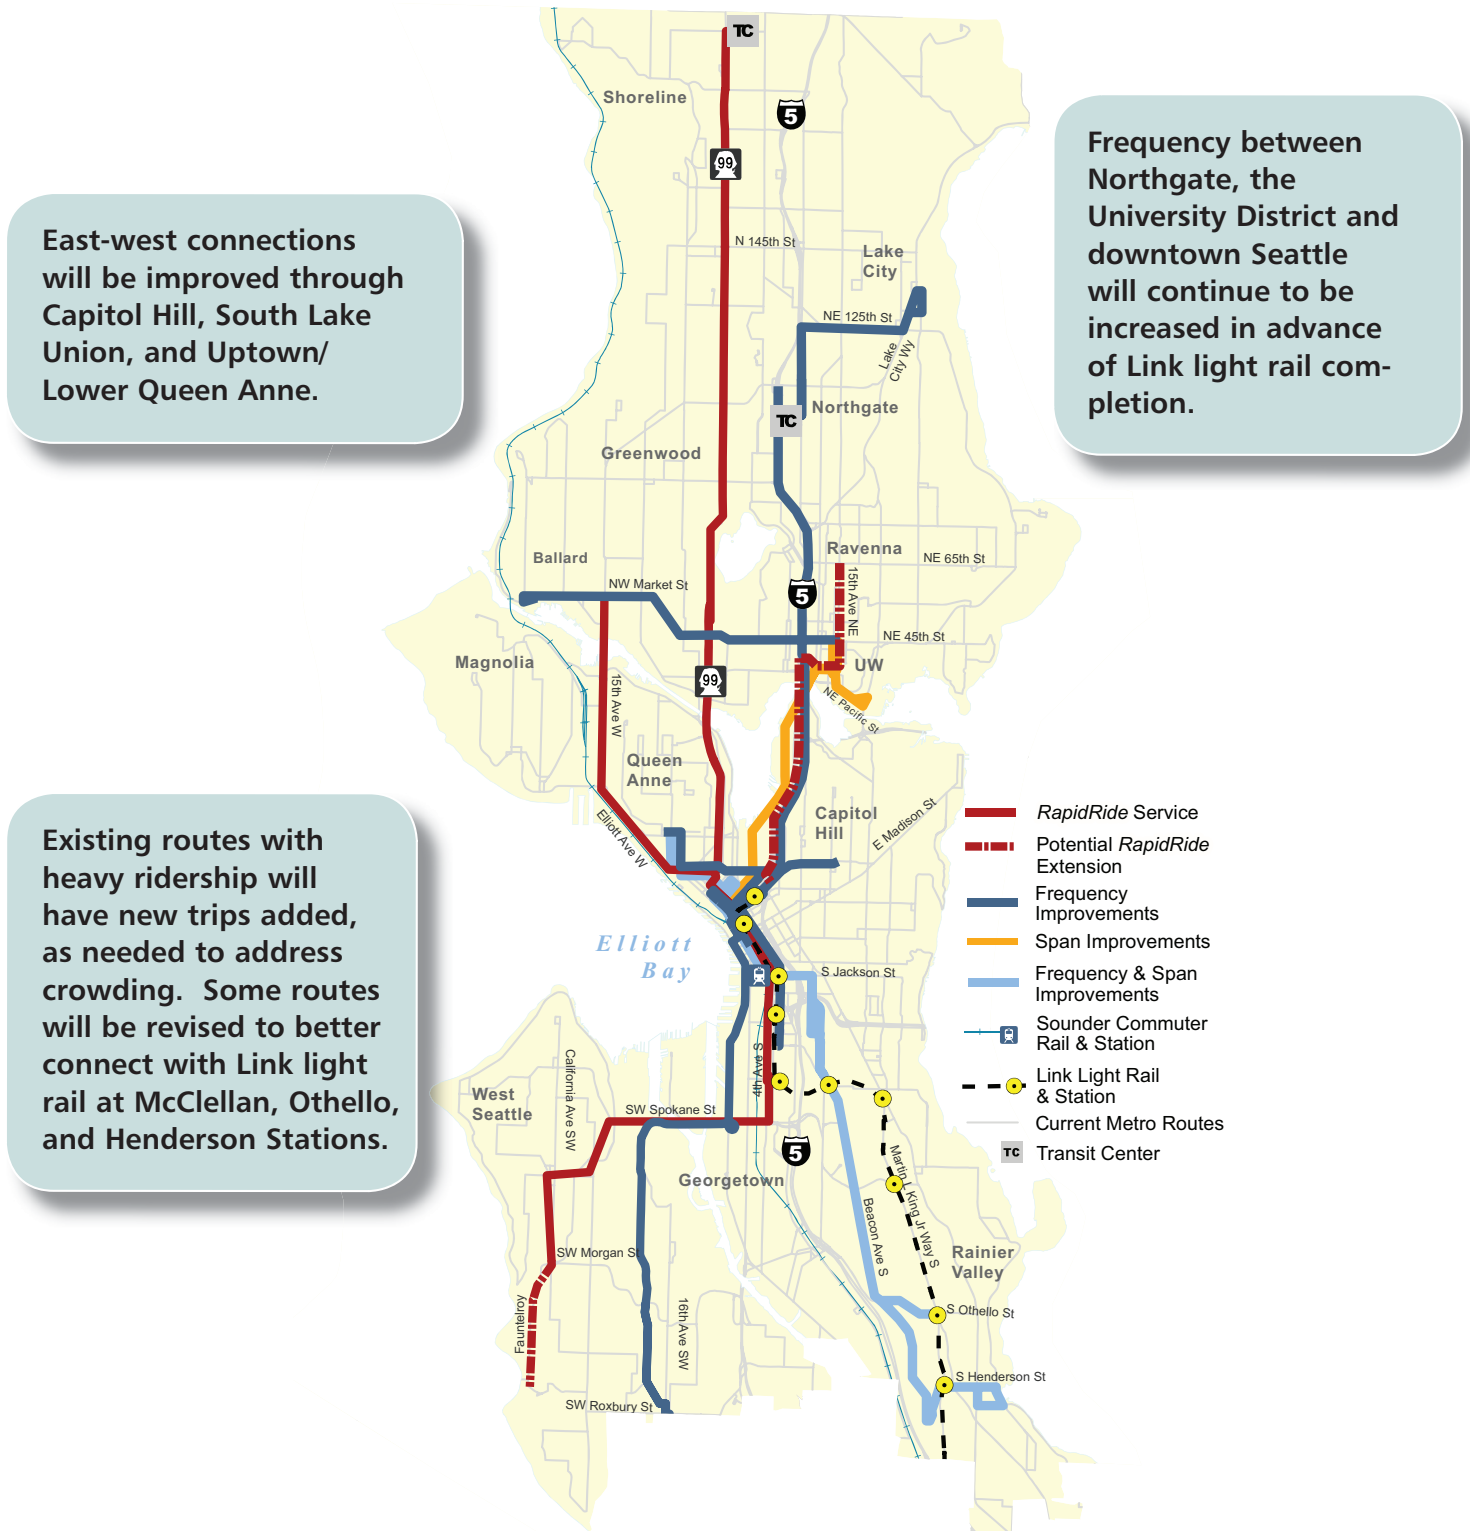 TC
Shoreline
5
99
N 145th St
Lake
City
NE 125th St
Lake
City Wy
TC
Northgate
Greenwood
Ravenna
NE 65th St
Ballard
NW Market St
5
15th Ave NE
NE 45th St
UW
Magnolia
99
15th Ave W
NE Pacific St
Queen
Anne
Capitol
Hill
E Madison St
Elliott Ave W
Elliott
Bay
S Jackson St
4th Ave S
California Ave SW
West
Seattle
SW Spokane St
5
Georgetown
Martin L King Jr Way S
Beacon Ave S
Rainier
Valley
SW Morgan St
Fauntelroy
16th Ave SW
S Othello St
S Henderson St
SW Roxbury St
East-west connections
will be improved through
Capitol Hill, South Lake
Union, and Uptown/
Lower Queen Anne.
Frequency between
Northgate, the
University District and
downtown Seattle
will continue to be
increased in advance
of Link light rail com-
pletion.
Existing routes with
heavy ridership will
have new trips added,
as needed to address
crowding.  Some routes
will be revised to better
connect with Link light
rail at McClellan, Othello,
and Henderson Stations.
RapidRide Service
Potential RapidRide
Extension
Frequency
Improvements
Span Improvements
Frequency & Span
Improvements
Sounder Commuter
Rail & Station
Link Light Rail
& Station
Current Metro Routes
TC Transit Center